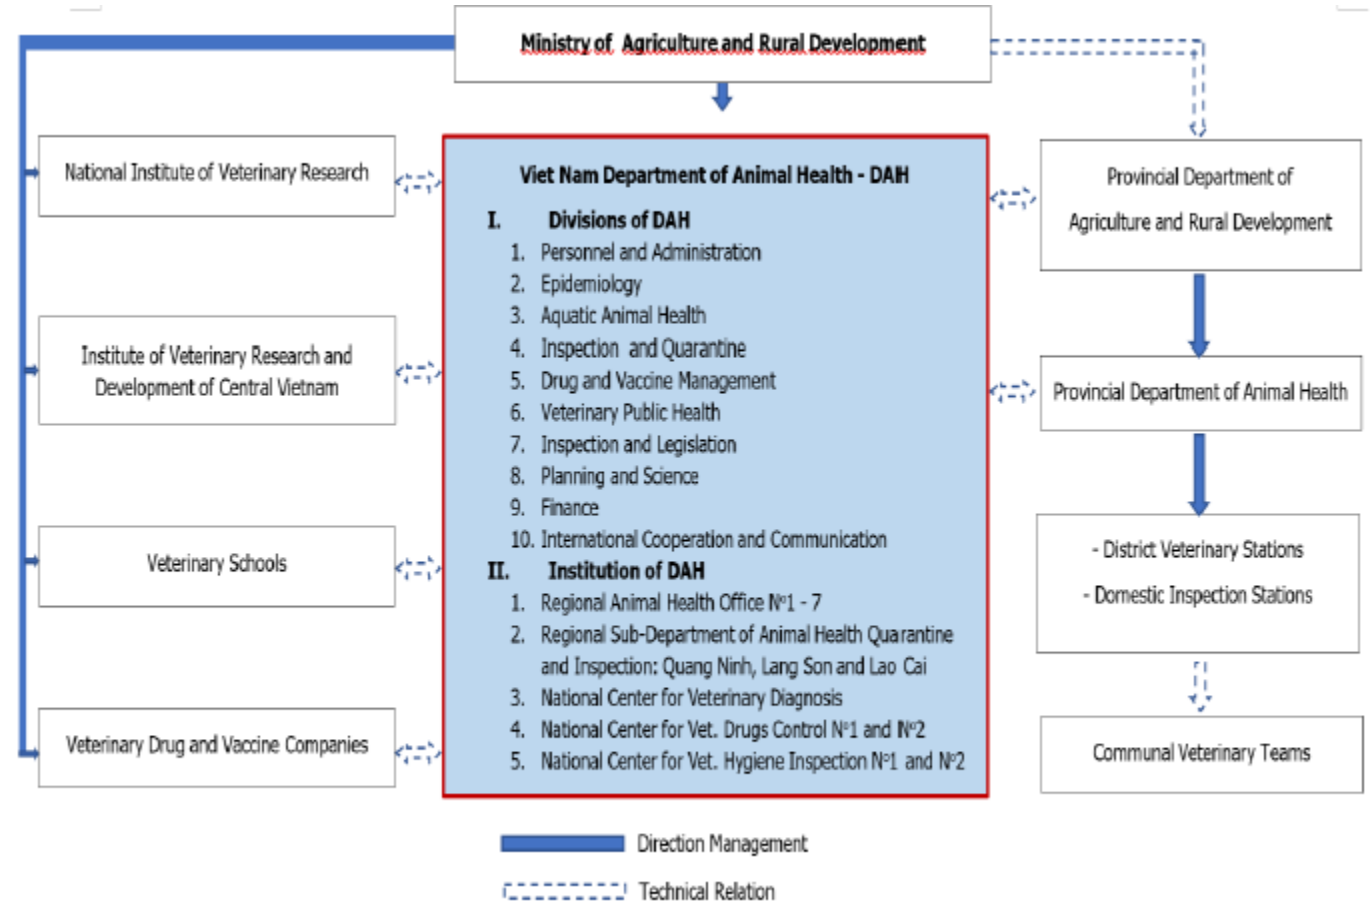 Ministry of Agriculture and Rural Development
National Institute of Veterinary Research
Institute of Veterinary Research and
Development of Central Vietnam
Veterinary Schools
Veterinary Drug and Vaccine Companies
Viet Nam Department of Animal Health - DAH
I. Divisions of DAH
1. Personnel and Administration
2. Epidemiology
3. Aquatic Animal Health
4. Inspection and Quarantine
5. Drug and Vaccine Management
6. Veterinary Public Health
7. Inspection and Legislation
8. Planning and Science
9. Finance
10. International Cooperation and Communication
II. Institution of DAH
1. Regional Animal Health Office Nº1 - 7
2. Regional Sub-Department of Animal Health Quarantine
and Inspection: Quang Ninh, Lang Son and Lao Cai
3. National Center for Veterinary Diagnosis
4. National Center for Vet. Drugs Control Nº1 and Nº2
5. National Center for Vet. Hygiene Inspection Nº1 and Nº2
Provincial Department of
Agriculture and Rural Development
Provincial Department of Animal Health
- District Veterinary Stations
- Domestic Inspection Stations
Communal Veterinary Teams
Direction Management
Technical Relation